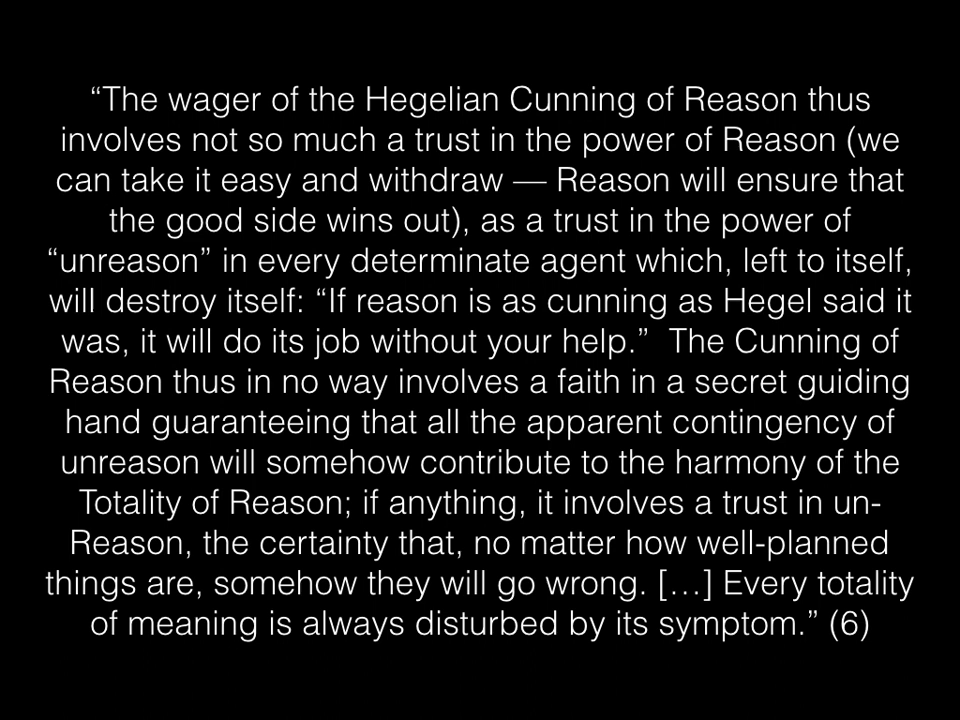 “The wager of the Hegelian Cunning of Reason thus
involves not so much a trust in the power of Reason (we
can take it easy and withdraw — Reason will ensure that
the good side wins out), as a trust in the power of
“unreason” in every determinate agent which, left to itself,
will destroy itself: “If reason is as cunning as Hegel said it
was, it will do its job without your help.”  The Cunning of
Reason thus in no way involves a faith in a secret guiding
hand guaranteeing that all the apparent contingency of
unreason will somehow contribute to the harmony of the
Totality of Reason; if anything, it involves a trust in un-
Reason, the certainty that, no matter how well-planned
things are, somehow they will go wrong. […] Every totality
of meaning is always disturbed by its symptom.” (6)